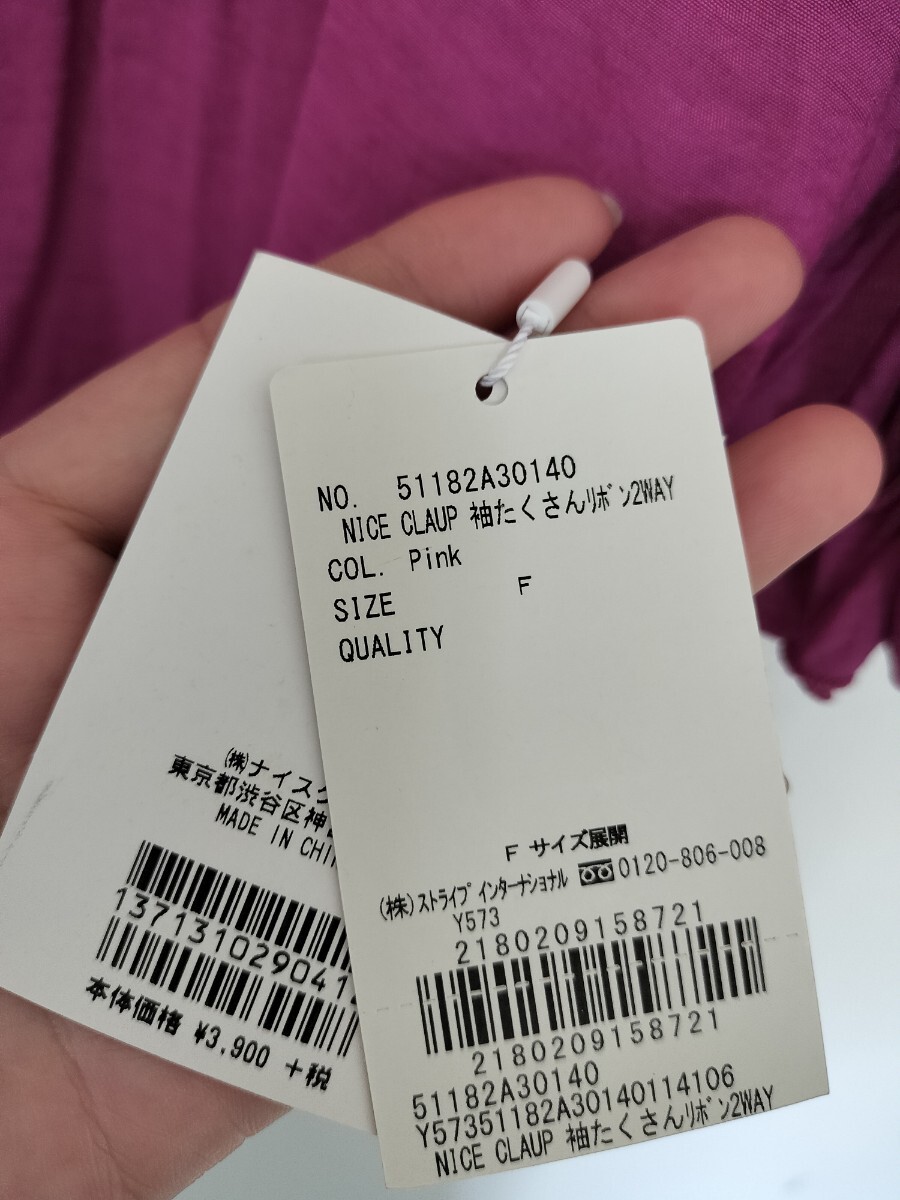 NO. 51182A30140
NICE CLAUP 袖たくさんﾘﾎﾞﾝ2WAY
COL. Pink
SIZE F
QUALITY
F サイズ展開
(株)ｽﾄﾗｲﾌﾟ ｲﾝﾀｰﾅｼｮﾅﾙ 0120-806-008
Y573
2180209158721
2180209158721
51182A30140
Y57351182A30140114106
NICE CLAUP 袖たくさんﾘﾎﾞﾝ2WAY
(株)ナイス
東京都渋谷区神
MADE IN CHI
137131029041
本体価格 ¥3,900 +税